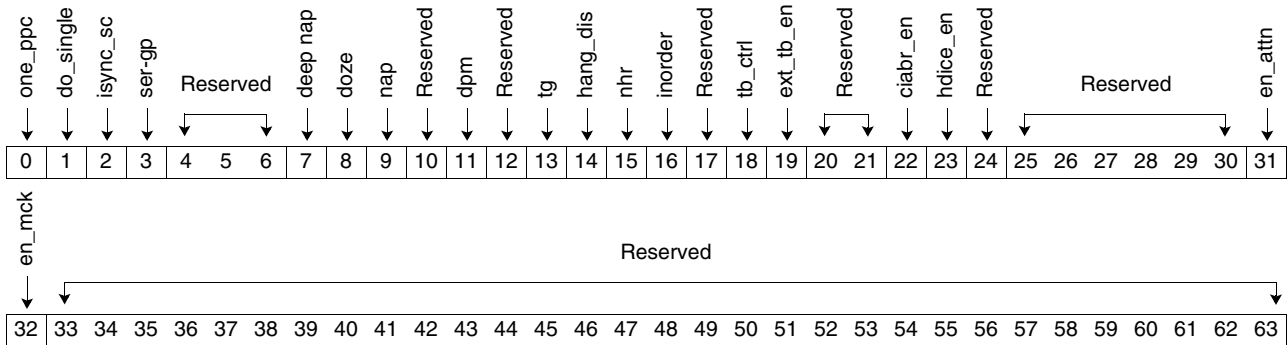 one_ppc do_single isync_sc ser-gp Reserved deep nap doze nap Reserved dpm Reserved tg hang_dis nhr inorder Reserved tb_ctrl ext_tb_en Reserved ciabr_en hdice_en Reserved Reserved en_attn
0 1 2 3 4 5 6 7 8 9 10 11 12 13 14 15 16 17 18 19 20 21 22 23 24 25 26 27 28 29 30 31
en_mck Reserved
32 33 34 35 36 37 38 39 40 41 42 43 44 45 46 47 48 49 50 51 52 53 54 55 56 57 58 59 60 61 62 63